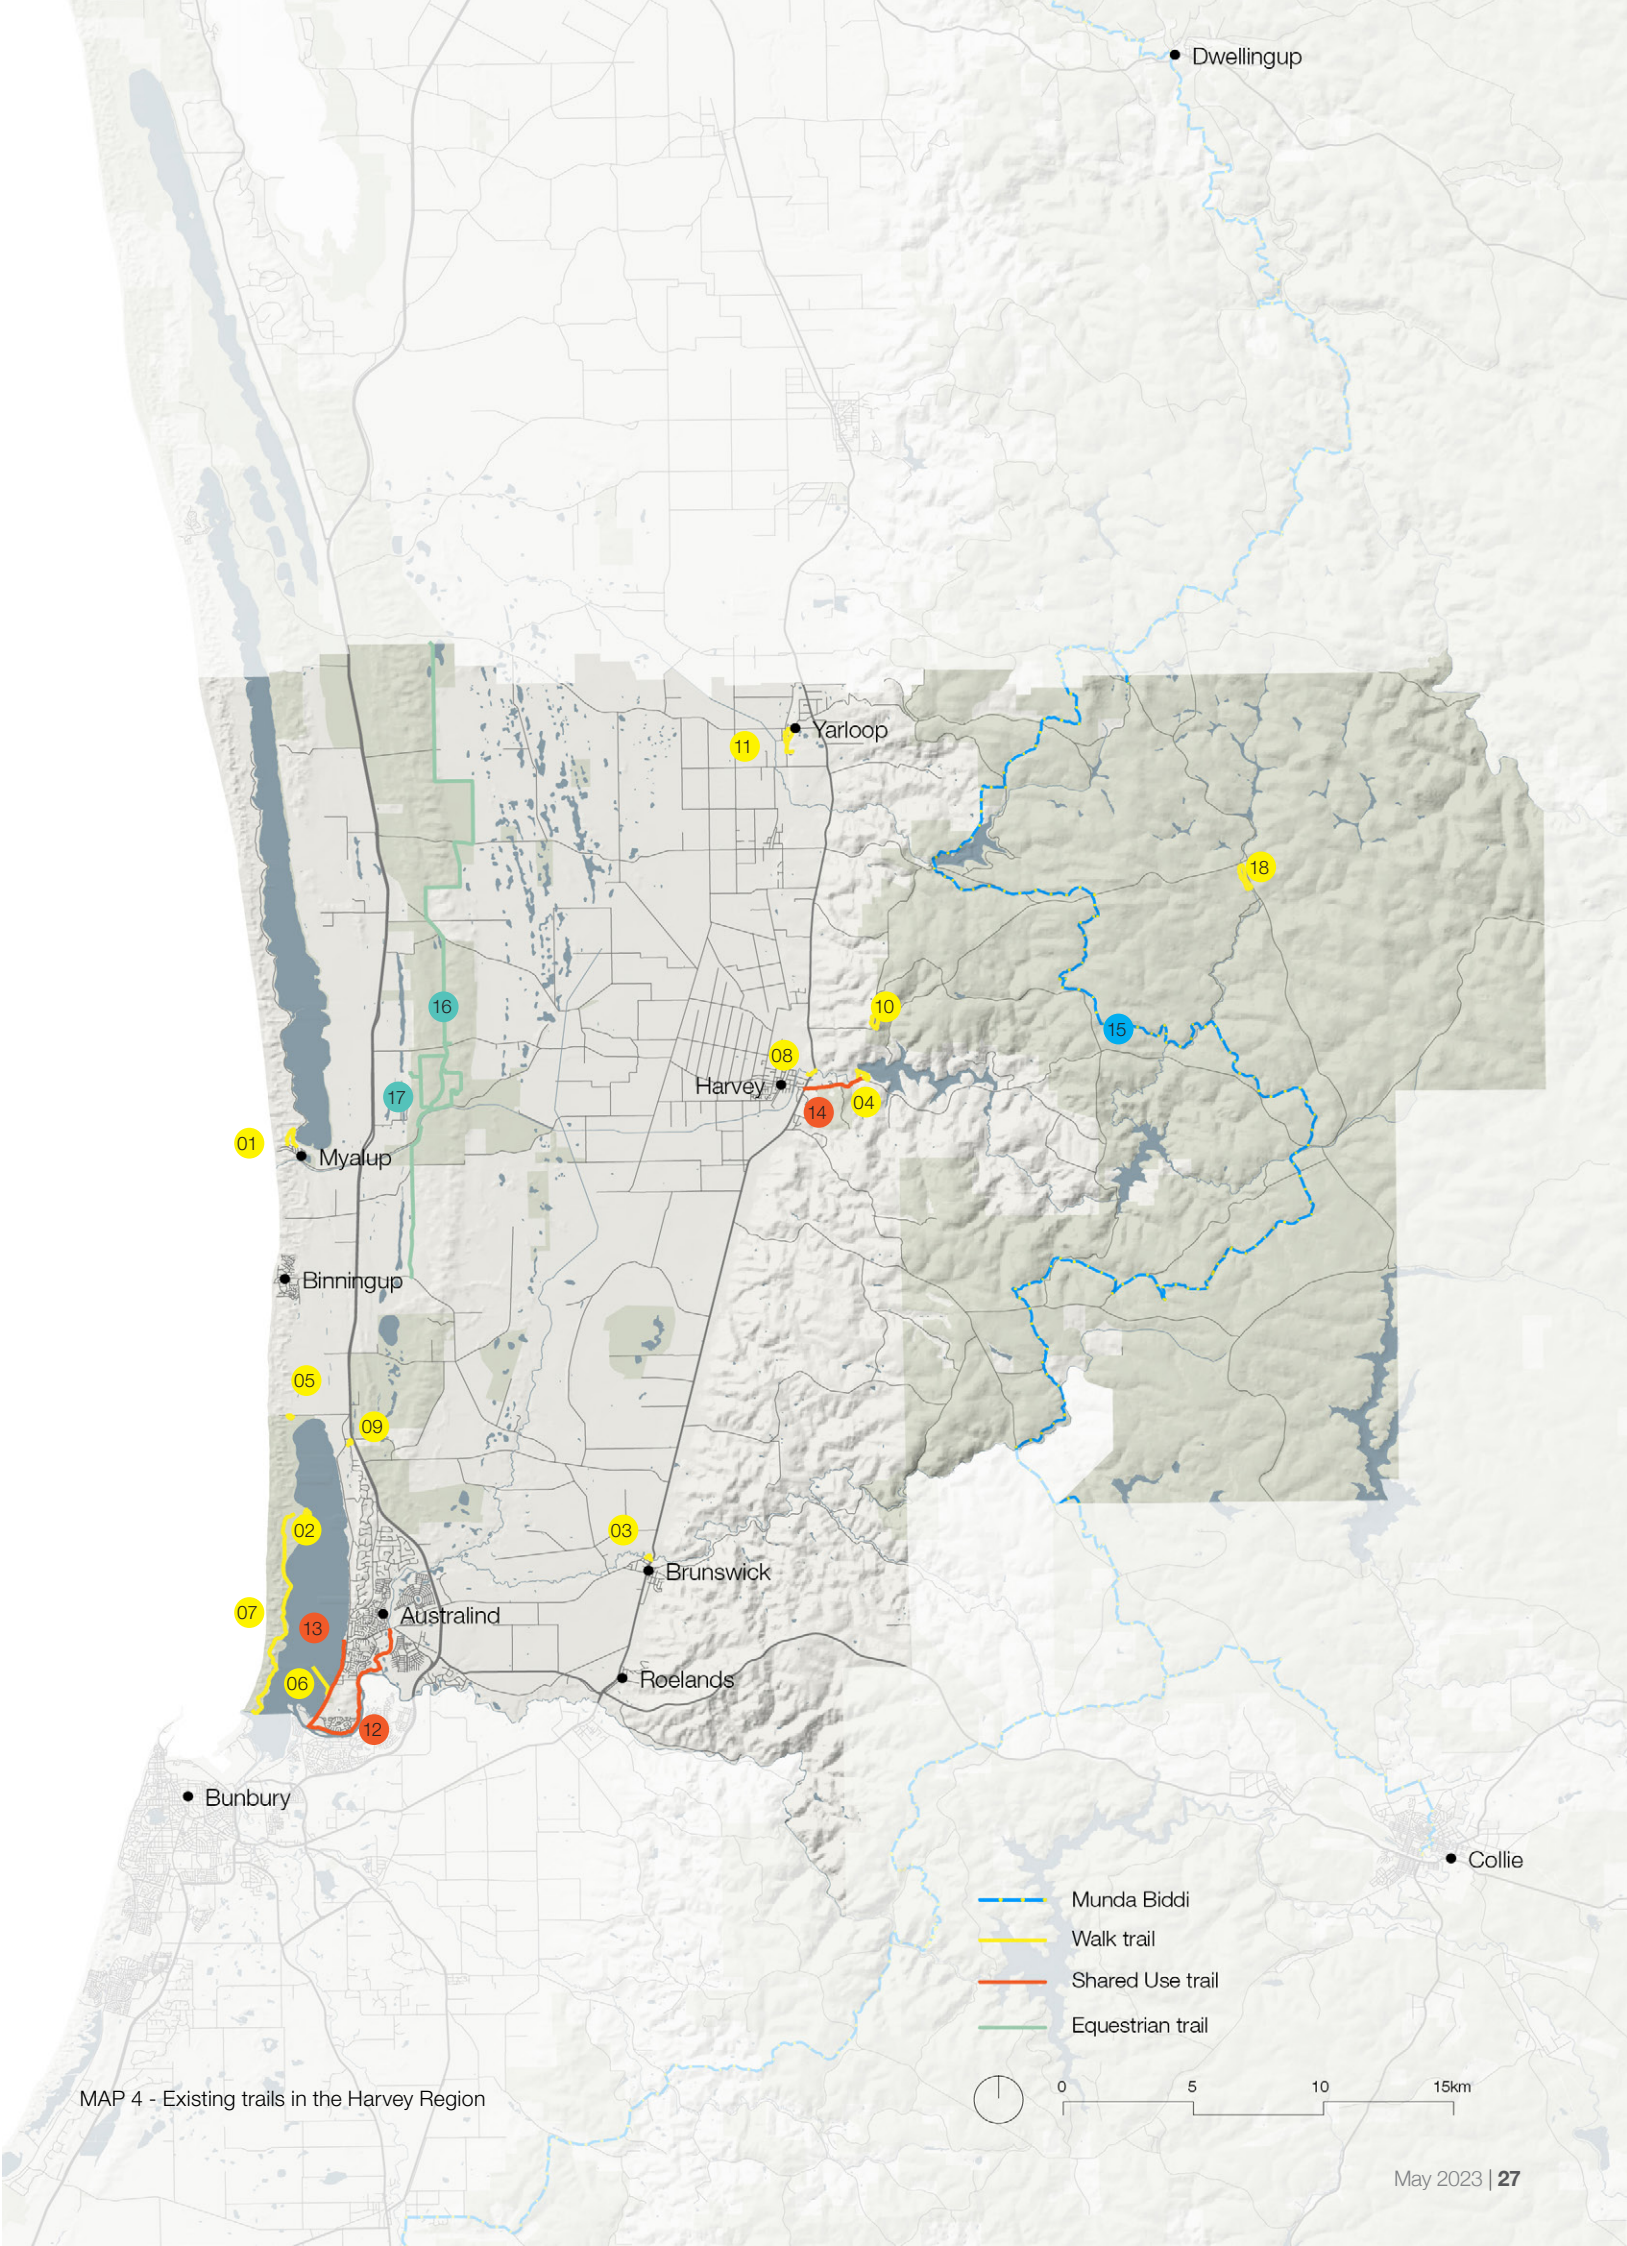 Dwellingup
Yarloop
11
18
16
10
15
08
Harvey
17
04
14
01
Myalup
Binningup
05
09
02
03
Brunswick
07
Australind
13
06
Roelands
12
Bunbury
Collie
Munda Biddi
Walk trail
Shared Use trail
Equestrian trail
0 5 10 15km
MAP 4 - Existing trails in the Harvey Region
May 2023 | 27